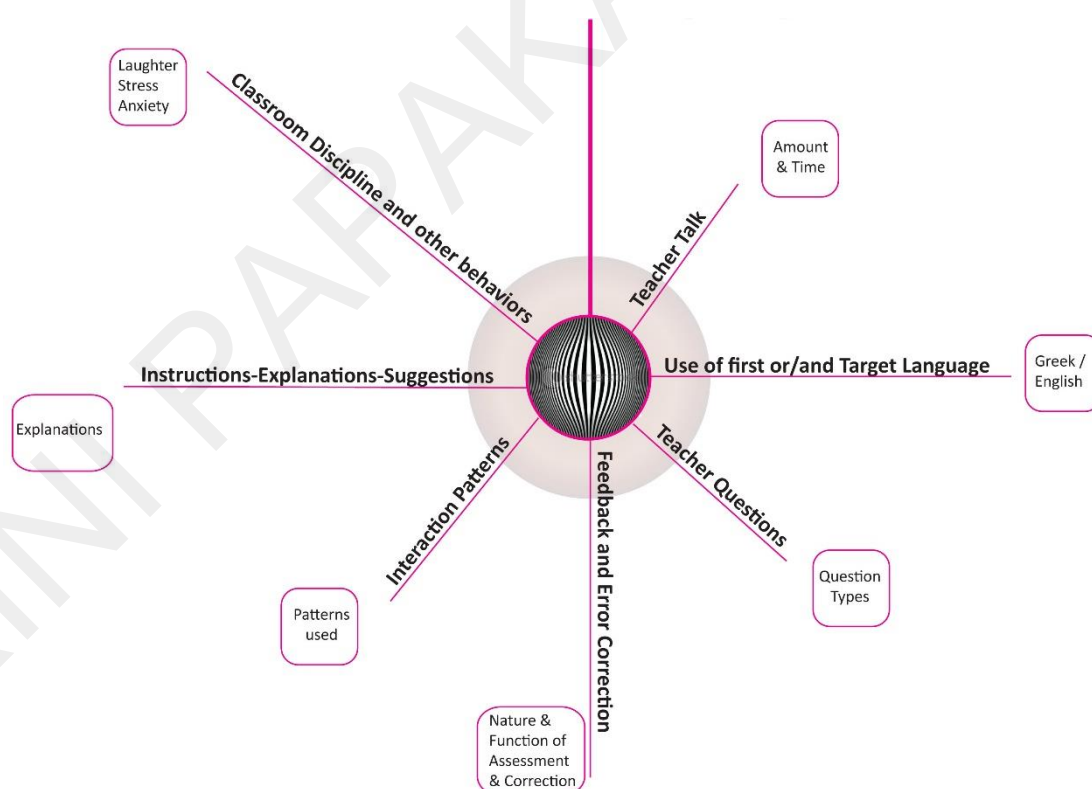 Laughter
Stress
Anxiety
Classroom Discipline and other behaviors
Amount
& Time
Teacher Talk
Use of first or/and Target Language
Greek /
English
Instructions-Explanations-Suggestions
Explanations
Teacher Questions
Question
Types
Interaction Patterns
Patterns
used
Feedback and Error Correction
Nature &
Function of
Assessment
& Correction